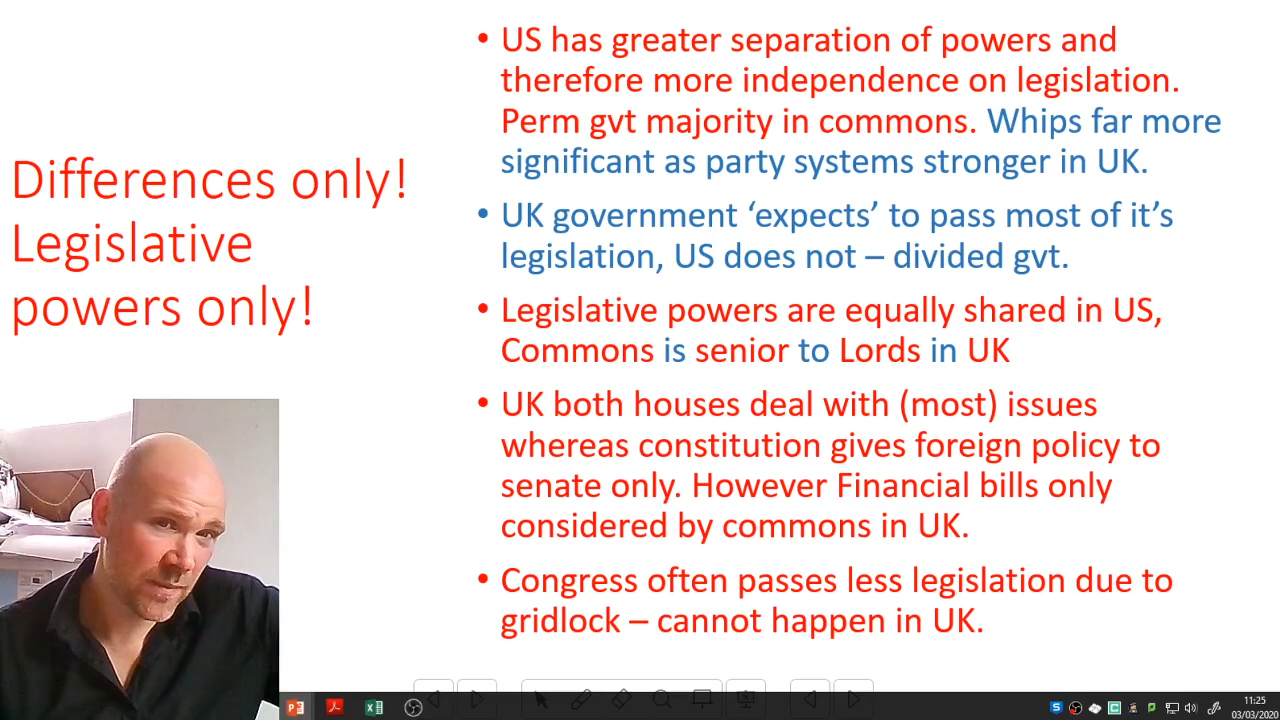 Differences only!
Legislative
powers only!
• US has greater separation of powers and
therefore more independence on legislation.
Perm gvt majority in commons. Whips far more
significant as party systems stronger in UK.
• UK government ‘expects’ to pass most of it’s
legislation, US does not – divided gvt.
• Legislative powers are equally shared in US,
Commons is senior to Lords in UK
• UK both houses deal with (most) issues
whereas constitution gives foreign policy to
senate only. However Financial bills only
considered by commons in UK.
• Congress often passes less legislation due to
gridlock – cannot happen in UK.
11:25
03/03/2020